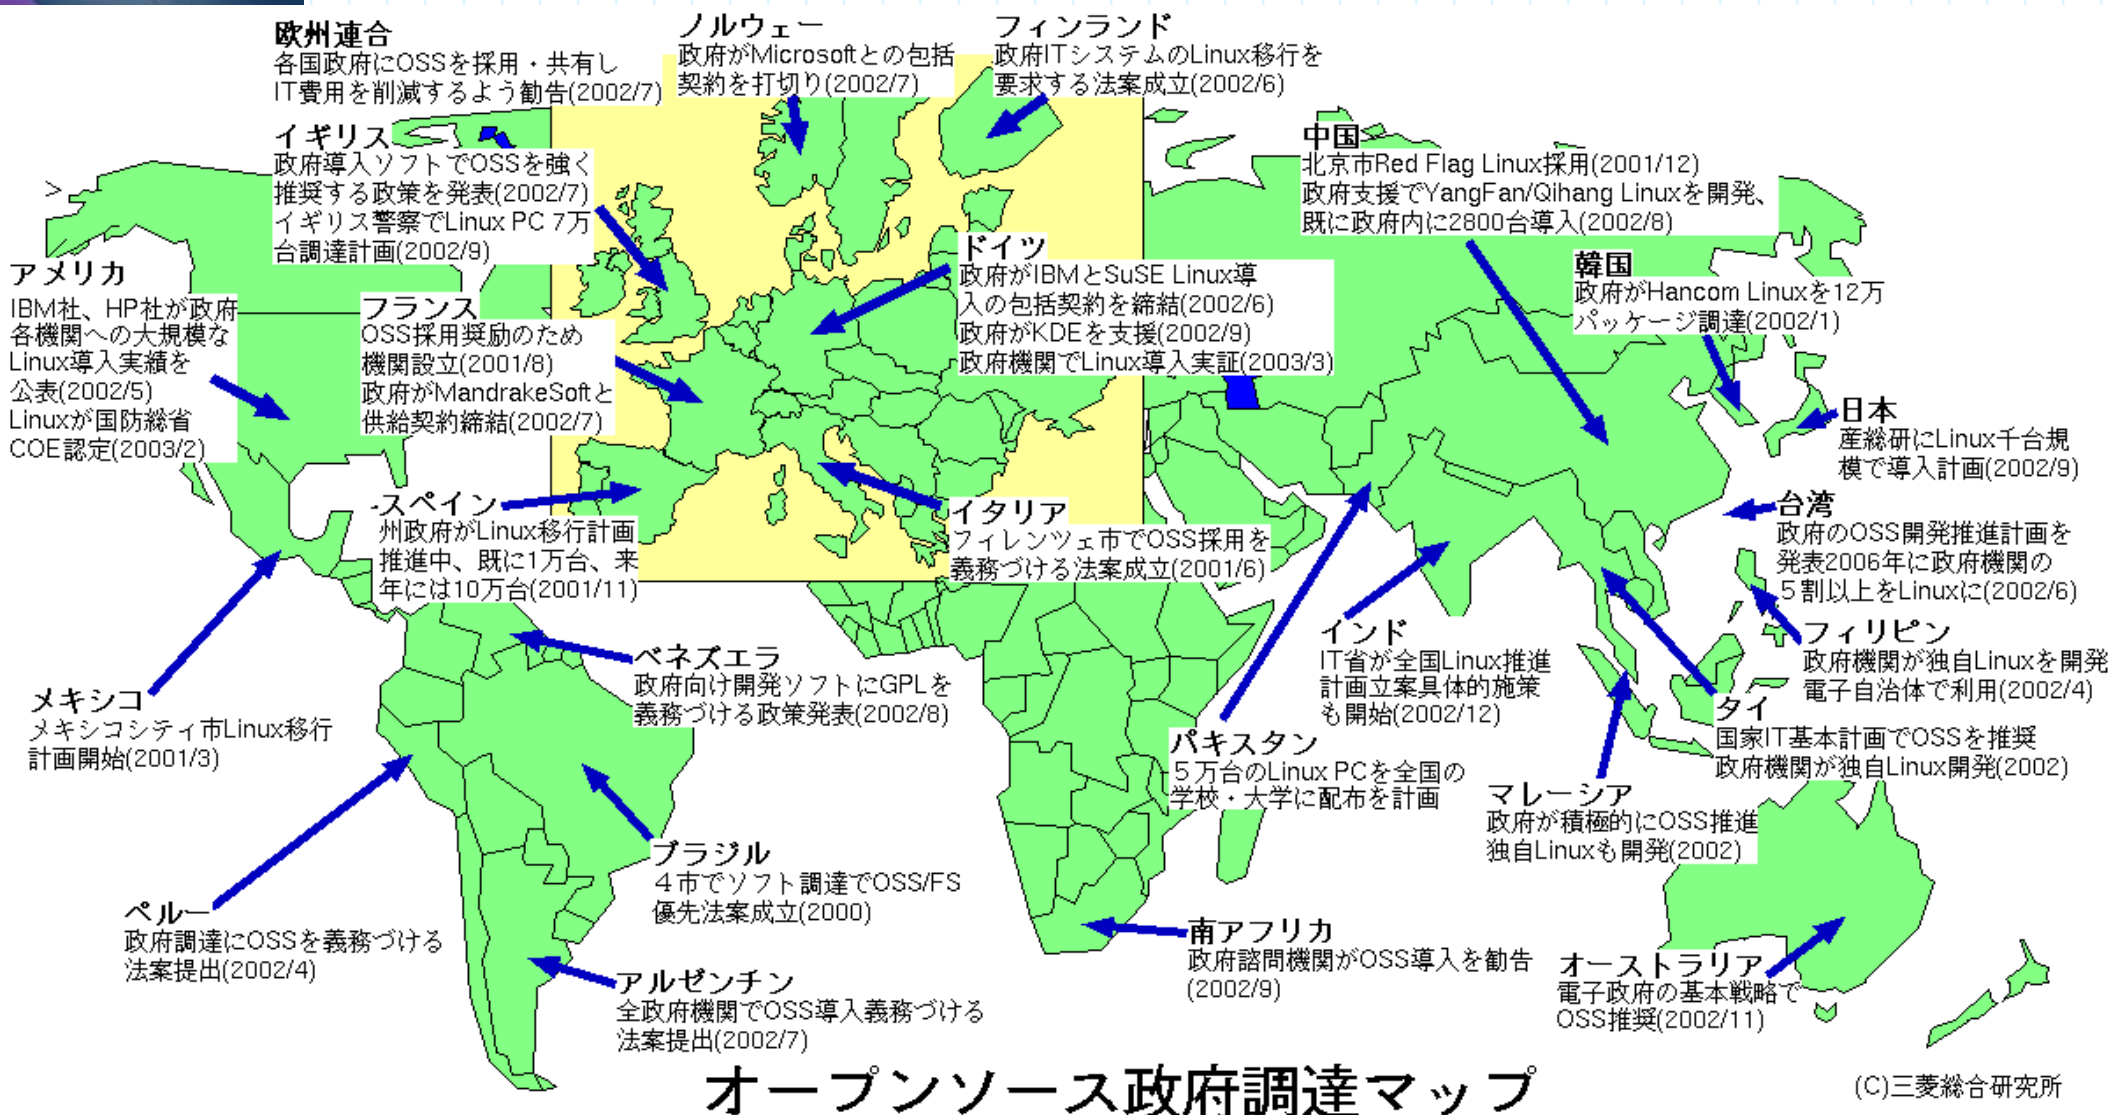 欧州連合
各国政府にOSSを採用・共有し
IT費用を削減するよう勧告(2002/7)
ノルウェー
政府がMicrosoftとの包括
契約を打切り(2002/7)
フィンランド
政府ITシステムのLinux移行を
要求する法案成立(2002/6)
イギリス
政府導入ソフトでOSSを強く
推奨する政策を発表(2002/7)
イギリス警察でLinux PC 7万
台調達計画(2002/9)
中国
北京市Red Flag Linux採用(2001/12)
政府支援でYangFan/Qihang Linuxを開発、
既に政府内に2800台導入(2002/8)
ドイツ
政府がIBMとSuSE Linux導
入の包括契約を締結(2002/6)
政府がKDEを支援(2002/9)
政府機関でLinux導入実証(2003/3)
韓国
政府がHancom Linuxを12万
パッケージ調達(2002/1)
アメリカ
IBM社、HP社が政府
各機関への大規模な
Linux導入実績を
公表(2002/5)
Linuxが国防総省
COE認定(2003/2)
フランス
OSS採用奨励のため
機関設立(2001/8)
政府がMandrakeSoftと
供給契約締結(2002/7)
日本
産総研にLinux千台規
模で導入計画(2002/9)
スペイン
州政府がLinux移行計画
推進中、既に1万台、来
年には10万台(2001/11)
イタリア
フィレンツェ市でOSS採用を
義務づける法案成立(2001/6)
台湾
政府のOSS開発推進計画を
発表2006年に政府機関の
５割以上をLinuxに(2002/6)
フィリピン
政府機関が独自Linuxを開発
電子自治体で利用(2002/4)
インド
IT省が全国Linux推進
計画立案具体的施策
も開始(2002/12)
ベネズエラ
政府向け開発ソフトにGPLを
義務づける政策発表(2002/8)
メキシコ
メキシコシティ市Linux移行
計画開始(2001/3)
タイ
国家IT基本計画でOSSを推奨
政府機関が独自Linux開発(2002)
パキスタン
５万台のLinux PCを全国の
学校・大学に配布を計画
マレーシア
政府が積極的にOSS推進
独自Linuxも開発(2002)
ブラジル
４市でソフト調達でOSS/FS
優先法案成立(2000)
ペルー
政府調達にOSSを義務づける
法案提出(2002/4)
南アフリカ
政府諮問機関がOSS導入を勧告
(2002/9)
オーストラリア
電子政府の基本戦略で
OSS推奨(2002/11)
アルゼンチン
全政府機関でOSS導入義務づける
法案提出(2002/7)
オープンソース政府調達マップ
(C)三菱総合研究所